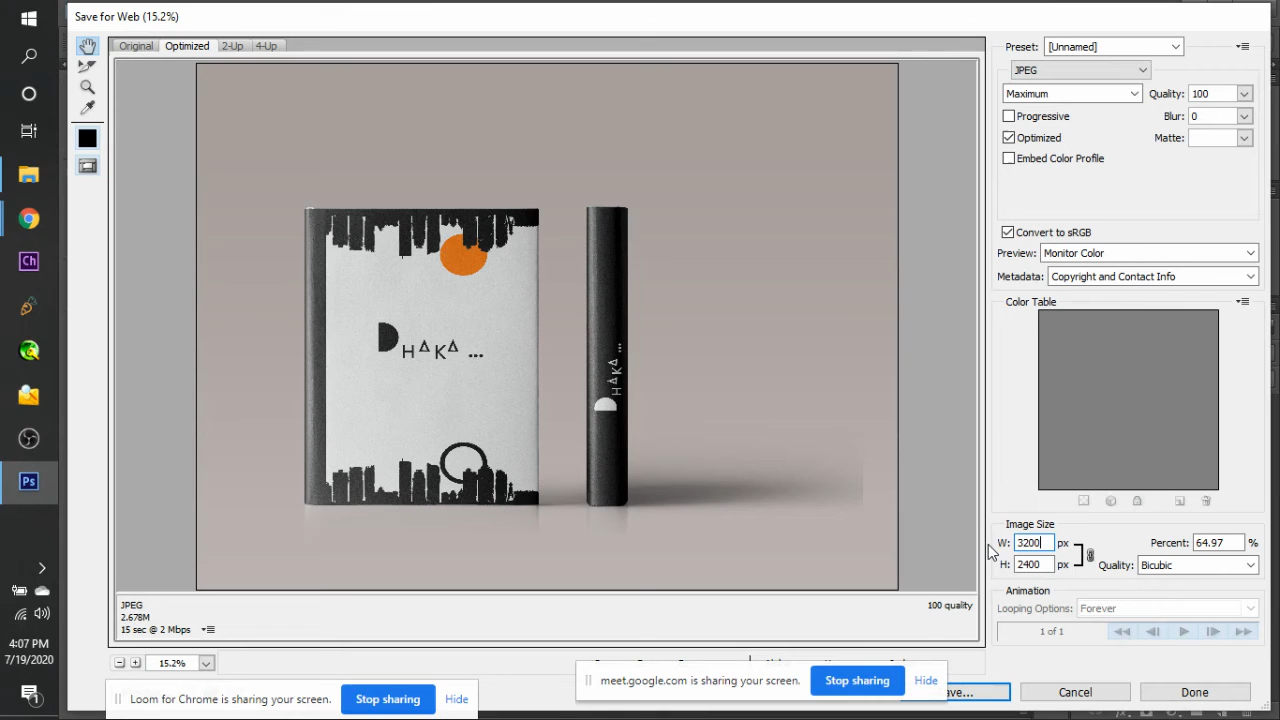 Save for Web (15.2%)
Original Optimized 2-Up 4-Up
Preset: [Unnamed]
JPEG
Maximum Quality: 100
Progressive Blur: 0
Optimized Matte:
Embed Color Profile
Convert to sRGB
Preview: Monitor Color
Metadata: Copyright and Contact Info
Color Table
DHAKA ...
DHAKA ...
Image Size
W: 3200 px Percent: 64.97 %
H: 2400 px Quality: Bicubic
Animation
Looping Options: Forever
1 of 1
JPEG 100 quality
2.678M
15 sec @ 2 Mbps
15.2%
meet.google.com is sharing your screen. Stop sharing Hide
Loom for Chrome is sharing your screen. Stop sharing Hide
Cancel Done
Ch
Ps
4:07 PM
7/19/2020
1